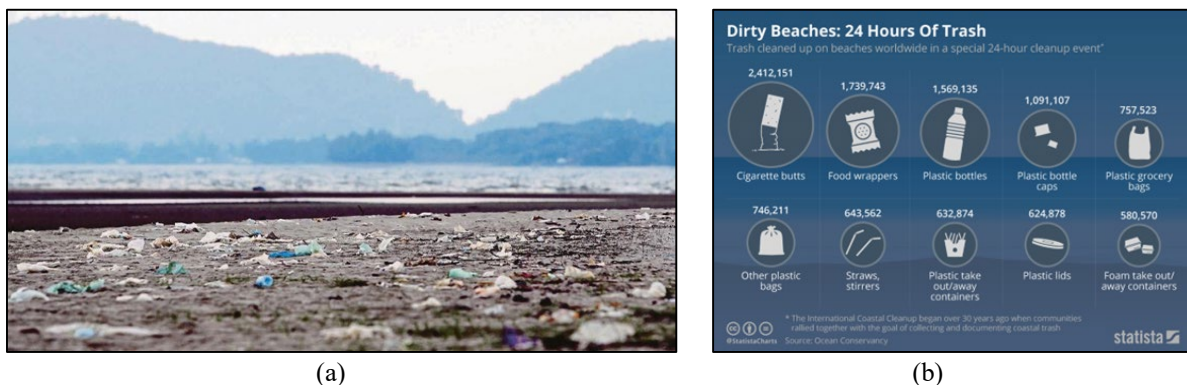 Dirty Beaches: 24 Hours Of Trash
Trash cleaned up on beaches worldwide in a special 24-hour cleanup event*
2,412,151
Cigarette butts
1,739,743
Food wrappers
1,569,135
Plastic bottles
1,091,107
Plastic bottle
caps
757,523
Plastic grocery
bags
746,211
Other plastic
bags
643,562
Straws,
stirrers
632,874
Plastic take
out/away
containers
624,878
Plastic lids
580,570
Foam take out/
away containers
* The International Coastal Cleanup began over 30 years ago when communities
rallied together with the goal of collecting and documenting coastal trash
@StatistaCharts
Source: Ocean Conservancy
statista
(a)
(b)